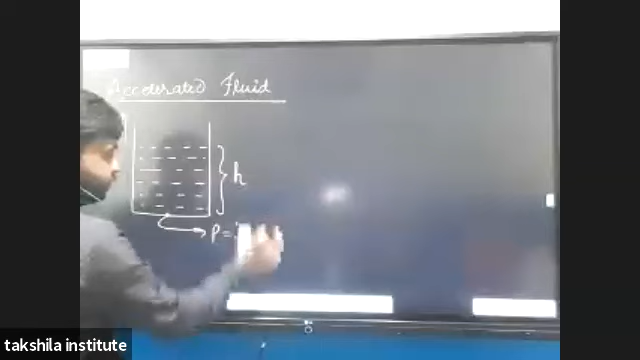 Accelerated Fluid
h
P =
takshila institute